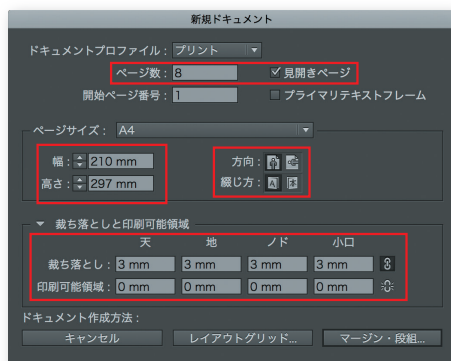 新規ドキュメント
ドキュメントプロファイル : プリント
ページ数 : 8 見開きページ
開始ページ番号 : 1 プライマリテキストフレーム
ページサイズ : A4
幅 : 210 mm 方向 :
高さ : 297 mm 綴じ方 :
裁ち落としと印刷可能領域
天 地 ノド 小口
裁ち落とし : 3 mm 3 mm 3 mm 3 mm
印刷可能領域 : 0 mm 0 mm 0 mm 0 mm
ドキュメント作成方法 :
キャンセル レイアウトグリッド... マージン・段組...